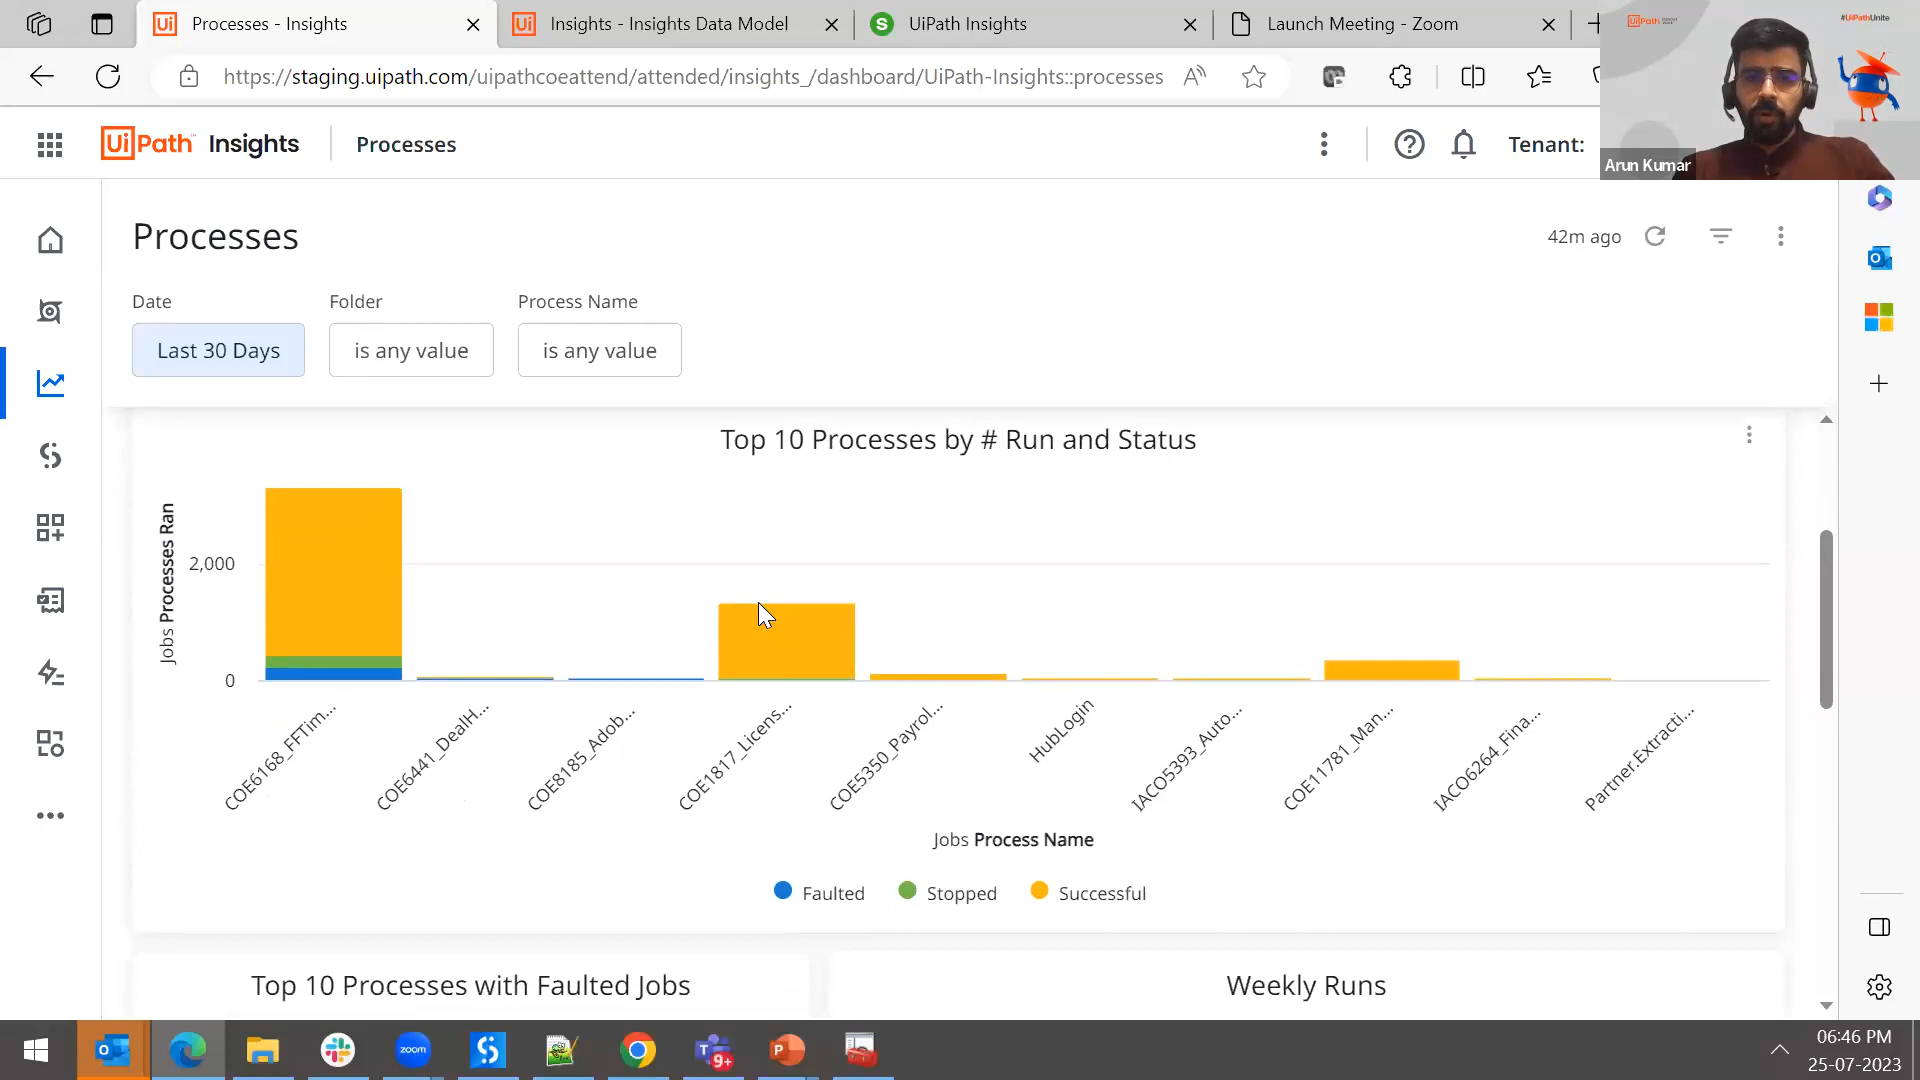 Processes - Insights
Insights - Insights Data Model
UiPath Insights
Launch Meeting - Zoom
https://staging.uipath.com/uipathcoeattend/attended/insights_/dashboard/UiPath-Insights::processes
UiPath Insights
Processes
Tenant:
#UiPathUnite
Arun Kumar
Processes
42m ago
Date
Folder
Process Name
Last 30 Days
is any value
is any value
Top 10 Processes by # Run and Status
Jobs Processes Ran
2,000
0
COE6168_FFTim...
COE6441_DealH...
COE8185_Adob...
COE1817_Licens...
COE5350_Payrol...
HubLogin
IACO5393_Auto...
COE11781_Man...
IACO6264_Fina...
Partner.Extracti...
Jobs Process Name
Faulted
Stopped
Successful
Top 10 Processes with Faulted Jobs
Weekly Runs
zoom
9+
06:46 PM
25-07-2023